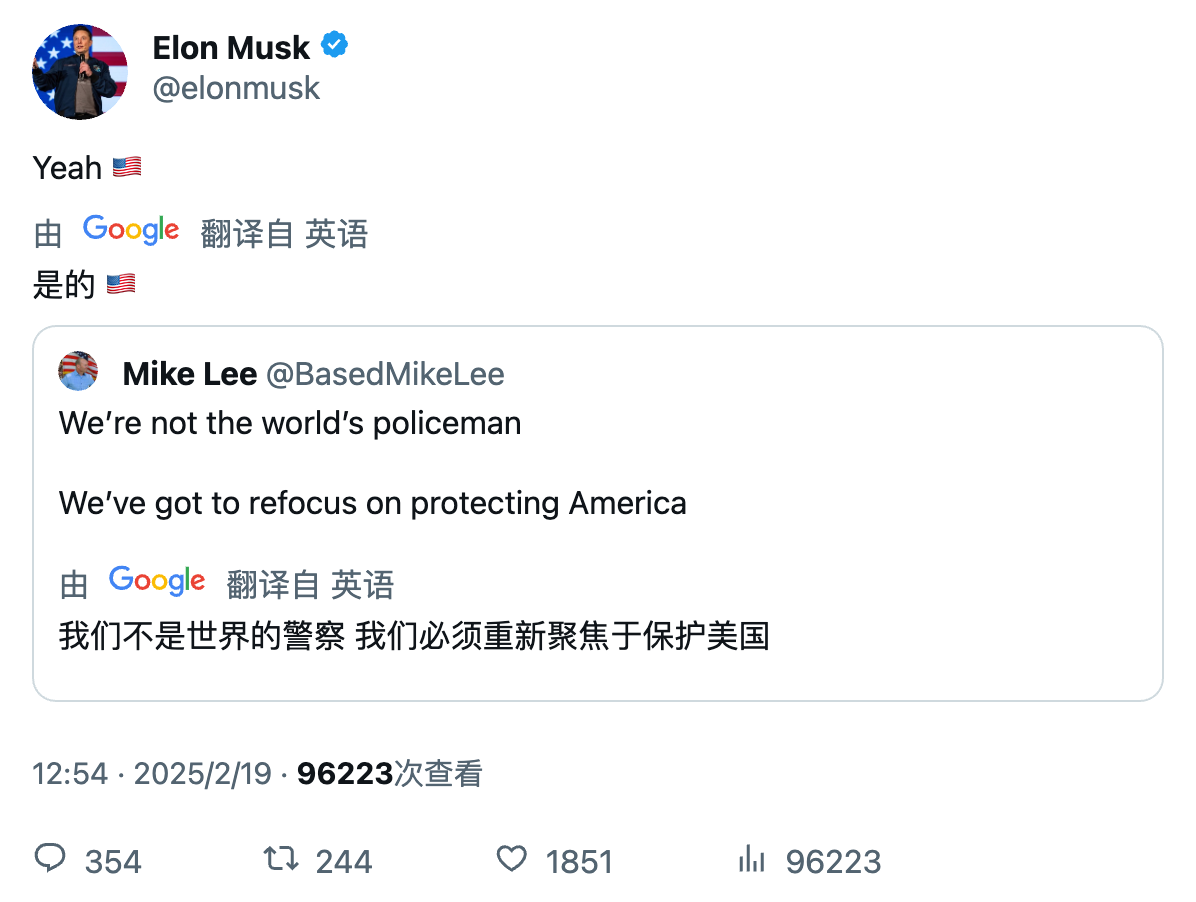 Elon Musk
@elonmusk
Yeah 🇺🇸
由 Google 翻译自 英语
是的 🇺🇸
Mike Lee @BasedMikeLee
We’re not the world’s policeman
We’ve got to refocus on protecting America
由 Google 翻译自 英语
我们不是世界的警察 我们必须重新聚焦于保护美国
12:54 · 2025/2/19 · 96223次查看
354 244 1851 96223